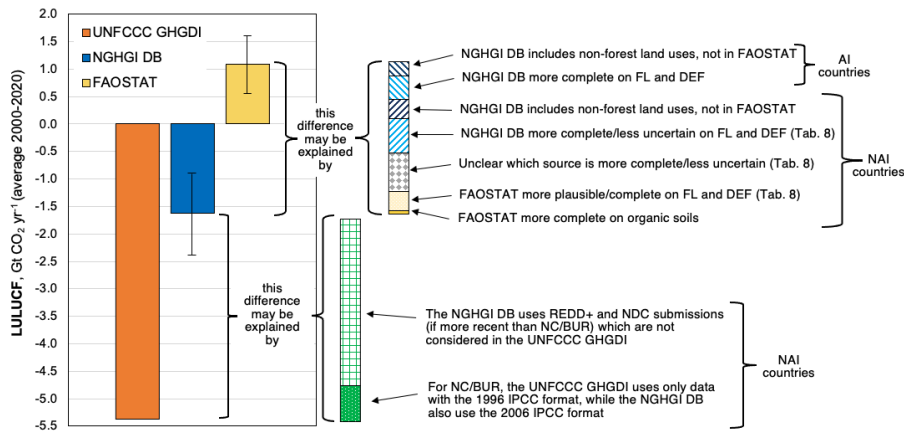 LULUCF, Gt CO2 yr-1 (average 2000-2020)
2.0
1.5
1.0
0.5
0.0
-0.5
-1.0
-1.5
-2.0
-2.5
-3.0
-3.5
-4.0
-4.5
-5.0
-5.5
UNFCCC GHGDI
NGHGI DB
FAOSTAT
this
difference
may be
explained
by
this
difference
may be
explained
by
NGHGI DB includes non-forest land uses, not in FAOSTAT
NGHGI DB more complete on FL and DEF
AI
countries
NGHGI DB includes non-forest land uses, not in FAOSTAT
NGHGI DB more complete/less uncertain on FL and DEF (Tab. 8)
Unclear which source is more complete/less uncertain (Tab. 8)
FAOSTAT more plausible/complete on FL and DEF (Tab. 8)
FAOSTAT more complete on organic soils
NAI
countries
The NGHGI DB uses REDD+ and NDC submissions
(if more recent than NC/BUR) which are not
considered in the UNFCCC GHGDI
For NC/BUR, the UNFCCC GHGDI uses only data
with the 1996 IPCC format, while the NGHGI DB
also use the 2006 IPCC format
NAI
countries